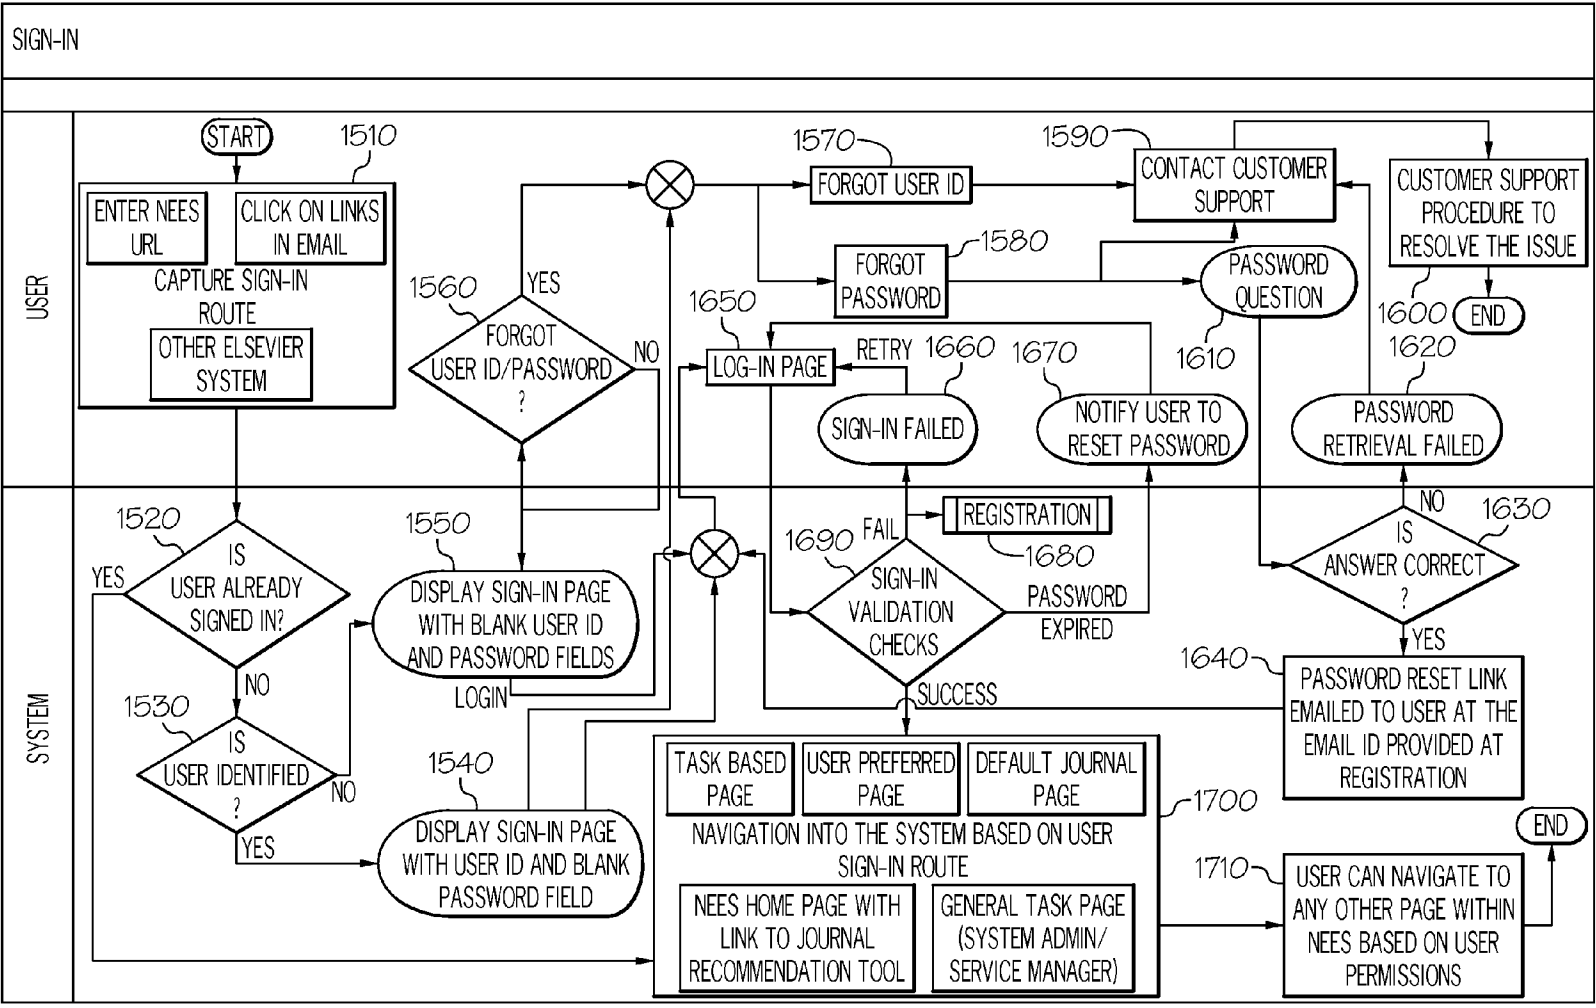 SIGN-IN
USER
START
1510
ENTER NEES
URL
CLICK ON LINKS
IN EMAIL
CAPTURE SIGN-IN
ROUTE
OTHER ELSEVIER
SYSTEM
1560
YES
FORGOT
USER ID/PASSWORD
?
NO
1570
FORGOT USER ID
1580
FORGOT
PASSWORD
1590
CONTACT CUSTOMER
SUPPORT
CUSTOMER SUPPORT
PROCEDURE TO
RESOLVE THE ISSUE
1600
END
PASSWORD
QUESTION
1610
1620
PASSWORD
RETRIEVAL FAILED
1650
LOG-IN PAGE
RETRY
1660
SIGN-IN FAILED
1670
NOTIFY USER TO
RESET PASSWORD
SYSTEM
1520
IS
USER ALREADY
SIGNED IN?
YES
NO
1530
IS
USER IDENTIFIED
?
NO
YES
1550
DISPLAY SIGN-IN PAGE
WITH BLANK USER ID
AND PASSWORD FIELDS
LOGIN
1540
DISPLAY SIGN-IN PAGE
WITH USER ID AND BLANK
PASSWORD FIELD
REGISTRATION
1680
FAIL
1690
SIGN-IN
VALIDATION
CHECKS
PASSWORD
EXPIRED
SUCCESS
NO
1630
IS
ANSWER CORRECT
?
YES
1640
PASSWORD RESET LINK
EMAILED TO USER AT THE
EMAIL ID PROVIDED AT
REGISTRATION
TASK BASED
PAGE
USER PREFERRED
PAGE
DEFAULT JOURNAL
PAGE
1700
NAVIGATION INTO THE SYSTEM BASED ON USER
SIGN-IN ROUTE
NEES HOME PAGE WITH
LINK TO JOURNAL
RECOMMENDATION TOOL
GENERAL TASK PAGE
(SYSTEM ADMIN/
SERVICE MANAGER)
1710
USER CAN NAVIGATE TO
ANY OTHER PAGE WITHIN
NEES BASED ON USER
PERMISSIONS
END